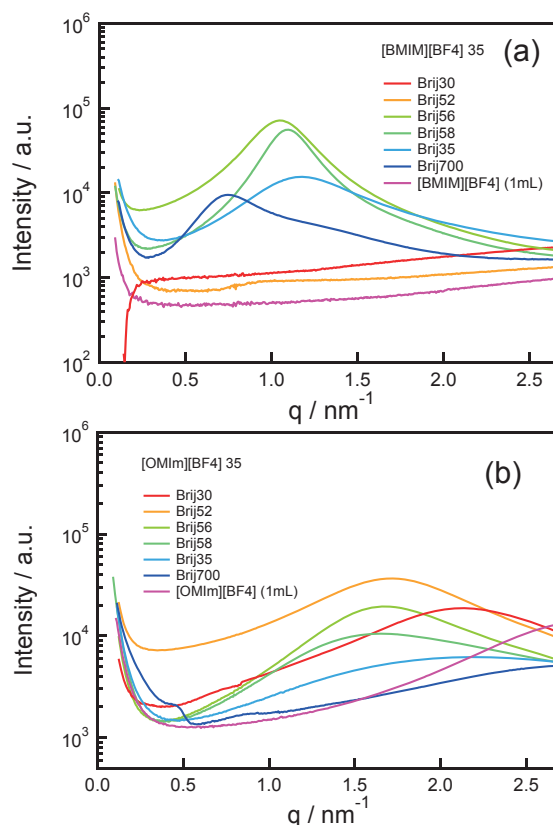 10^6
[BMIM][BF4] 35
(a)
Brij30
Brij52
Brij56
Brij58
Brij35
Brij700
[BMIM][BF4] (1mL)
10^5
10^4
10^3
10^2
Intensity / a.u.
0.0 0.5 1.0 1.5 2.0 2.5
q / nm^-1
10^6
[OMIm][BF4] 35
(b)
Brij30
Brij52
Brij56
Brij58
Brij35
Brij700
[OMIm][BF4] (1mL)
10^5
10^4
10^3
Intensity / a.u.
0.0 0.5 1.0 1.5 2.0 2.5
q / nm^-1